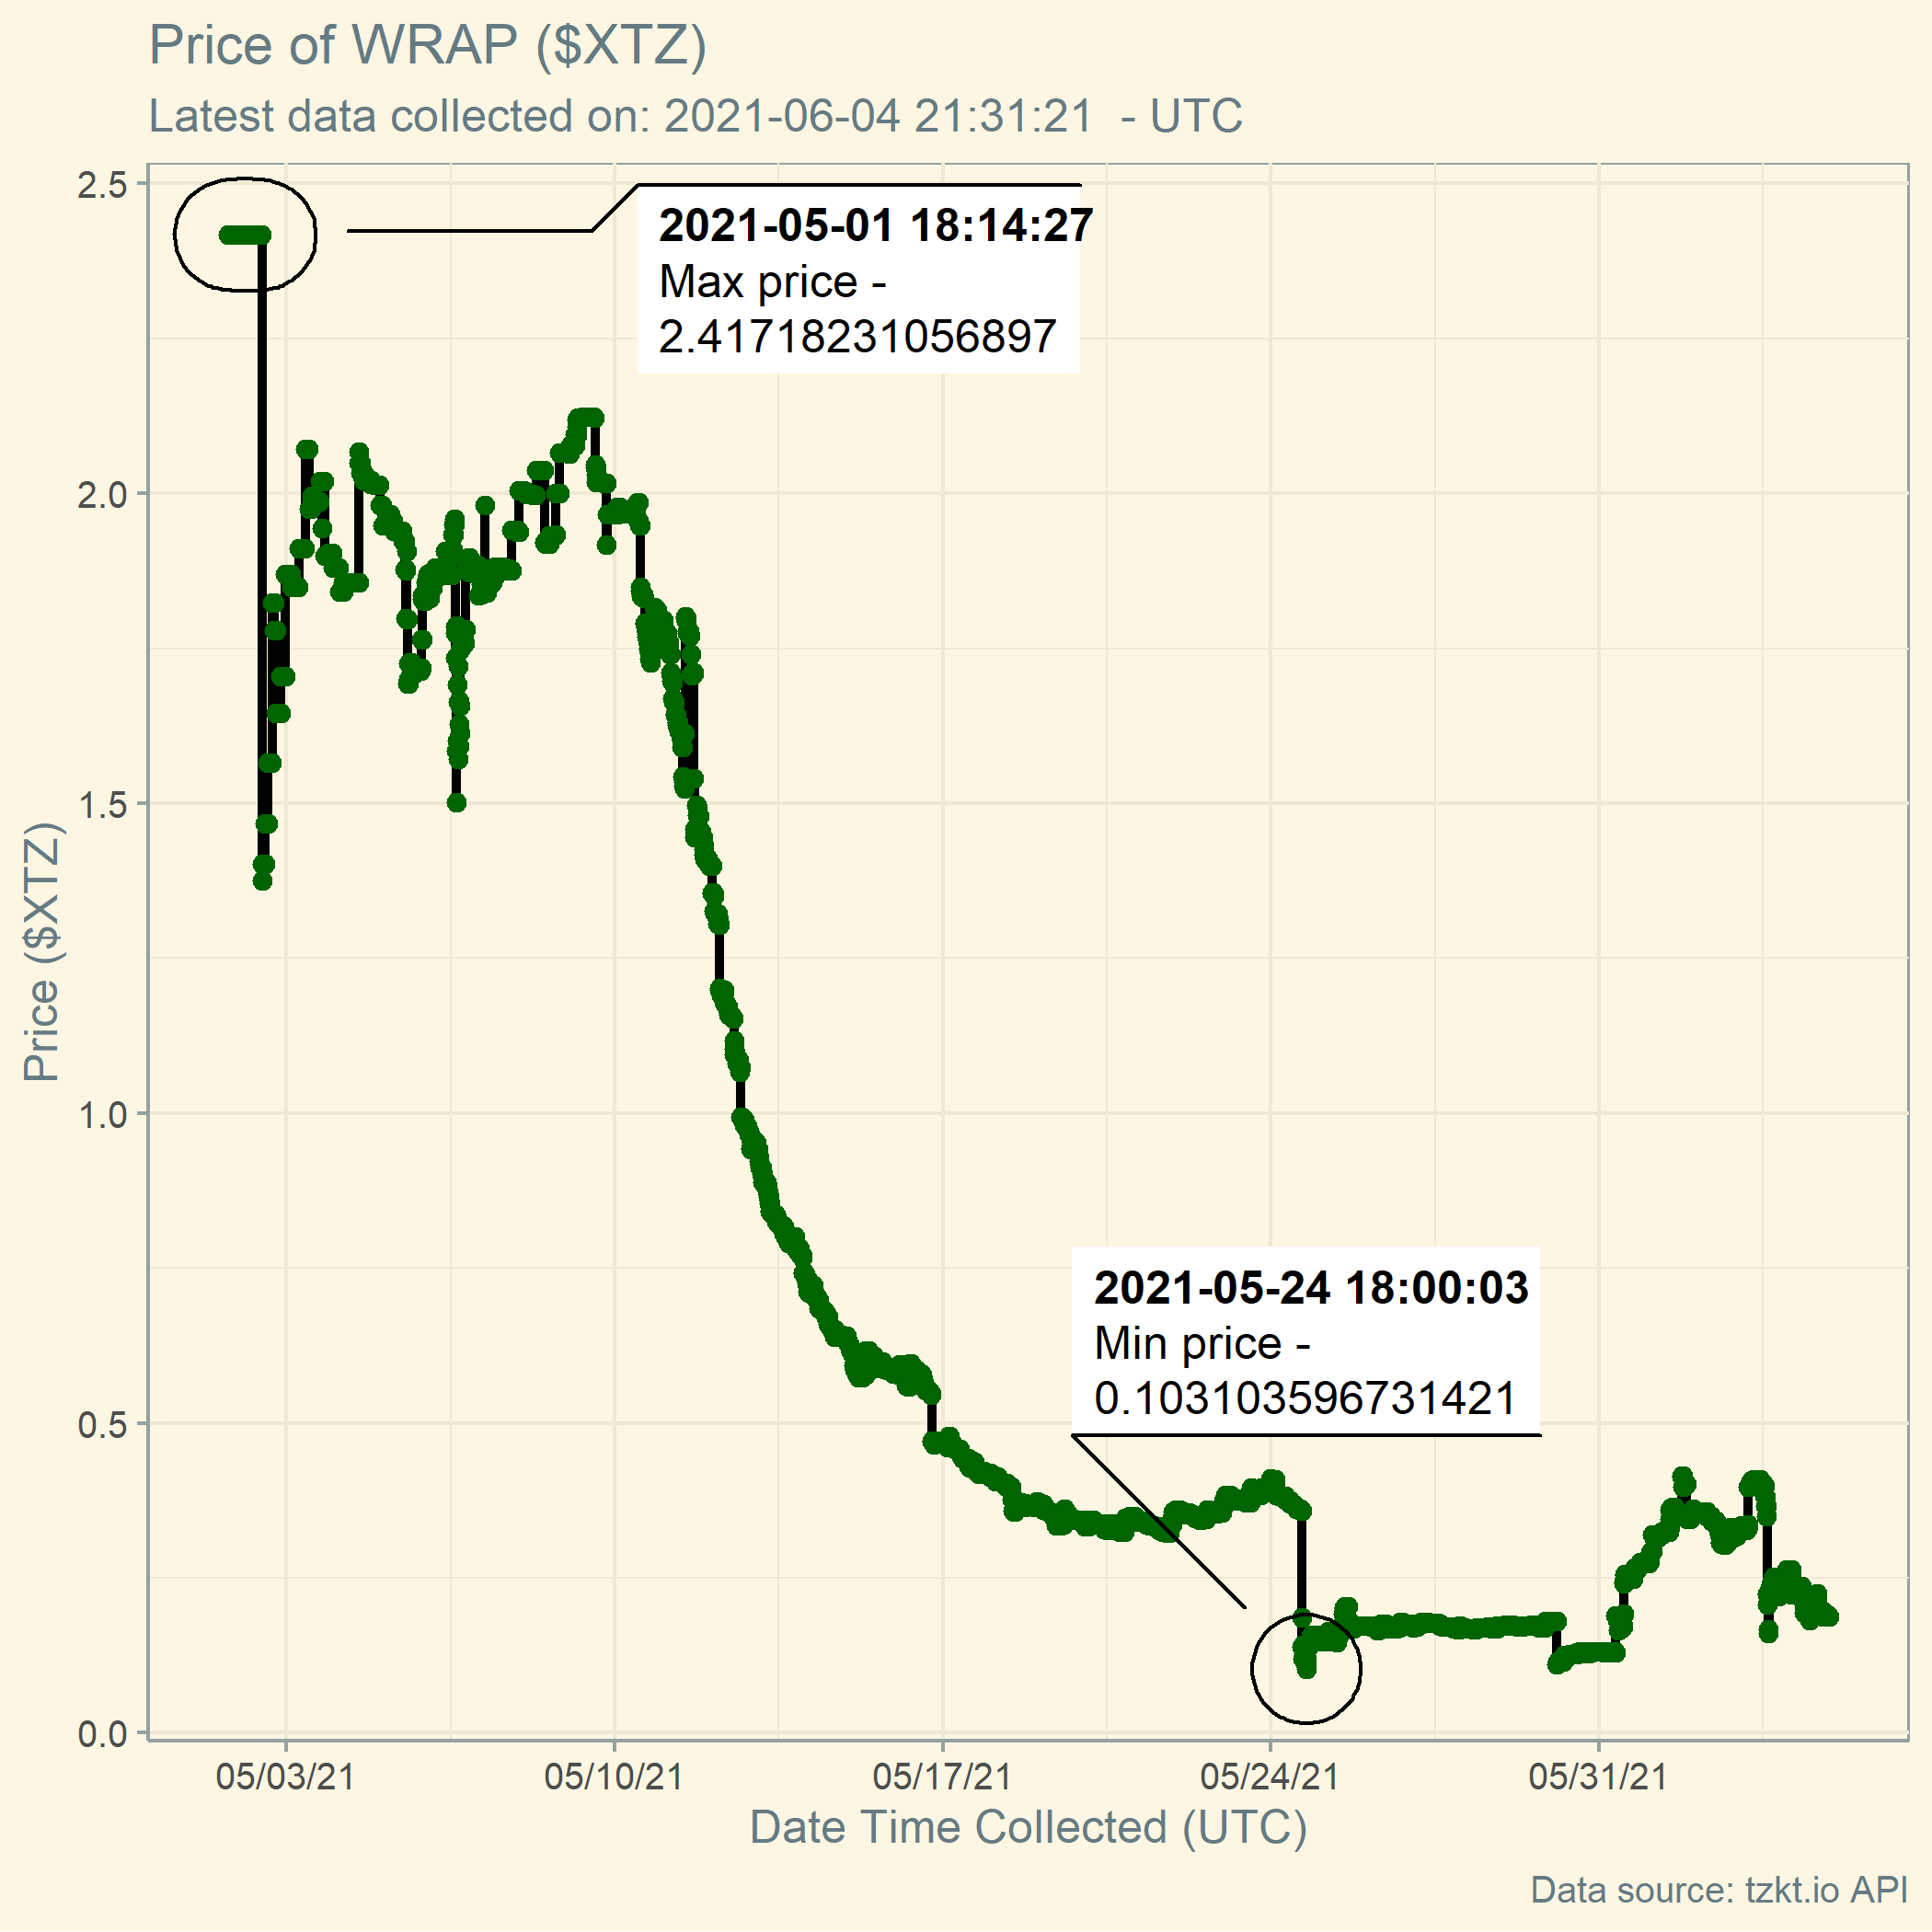 Price of WRAP ($XTZ)
Latest data collected on: 2021-06-04 21:31:21  - UTC
2.5
2.0
1.5
1.0
0.5
0.0
Price ($XTZ)
2021-05-01 18:14:27
Max price -
2.41718231056897
2021-05-24 18:00:03
Min price -
0.103103596731421
05/03/21
05/10/21
05/17/21
05/24/21
05/31/21
Date Time Collected (UTC)
Data source: tzkt.io API